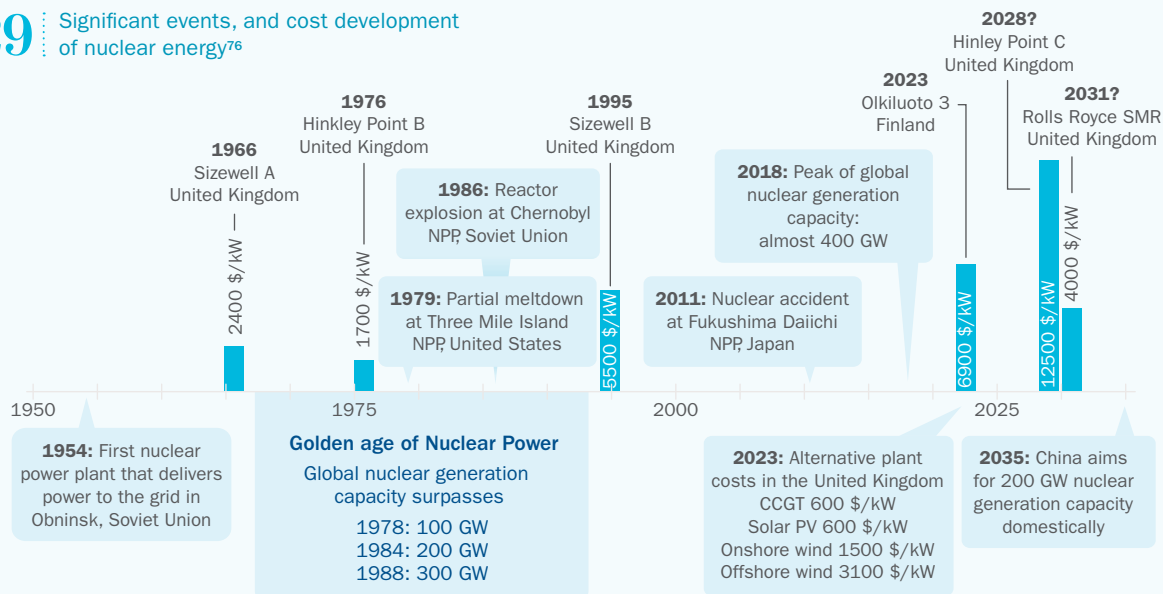 29
Significant events, and cost development
of nuclear energy⁷⁶
1966
Sizewell A
United Kingdom
2400 $/kW
1976
Hinkley Point B
United Kingdom
1700 $/kW
1986: Reactor
explosion at Chernobyl
NPP, Soviet Union
1979: Partial meltdown
at Three Mile Island
NPP, United States
1995
Sizewell B
United Kingdom
5500 $/kW
2011: Nuclear accident
at Fukushima Daiichi
NPP, Japan
2018: Peak of global
nuclear generation
capacity:
almost 400 GW
2023
Olkiluoto 3
Finland
6900 $/kW
2028?
Hinley Point C
United Kingdom
12500 $/kW
2031?
Rolls Royce SMR
United Kingdom
4000 $/kW
1950
1975
2000
2025
1954: First nuclear
power plant that delivers
power to the grid in
Obninsk, Soviet Union
Golden age of Nuclear Power
Global nuclear generation
capacity surpasses
1978: 100 GW
1984: 200 GW
1988: 300 GW
2023: Alternative plant
costs in the United Kingdom
CCGT 600 $/kW
Solar PV 600 $/kW
Onshore wind 1500 $/kW
Offshore wind 3100 $/kW
2035: China aims
for 200 GW nuclear
generation capacity
domestically